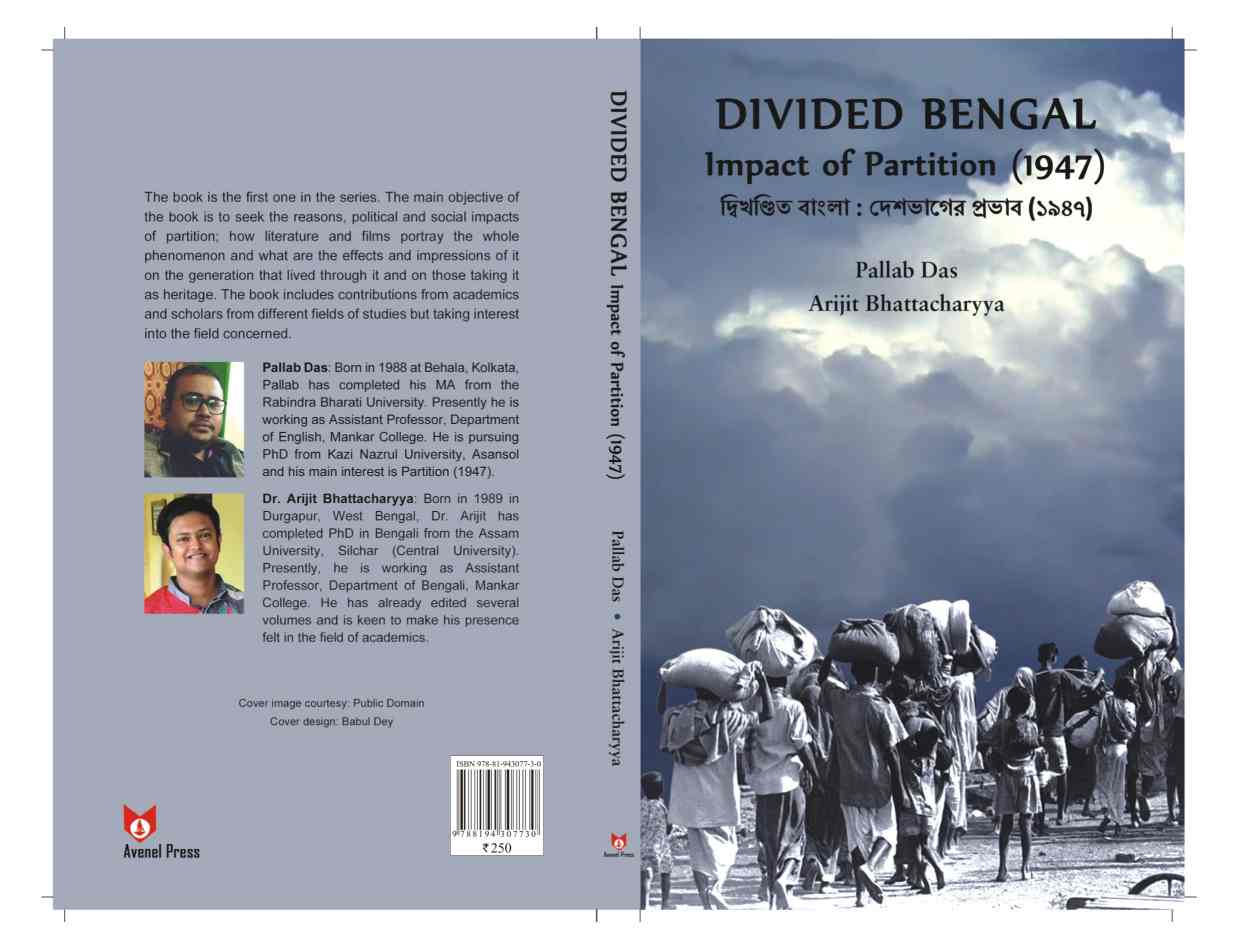 The book is the first one in the series. The main objective of
the book is to seek the reasons, political and social impacts
of partition; how literature and films portray the whole
phenomenon and what are the effects and impressions of it
on the generation that lived through it and on those taking it
as heritage. The book includes contributions from academics
and scholars from different fields of studies but taking interest
into the field concerned.
Pallab Das: Born in 1988 at Behala, Kolkata,
Pallab has completed his MA from the
Rabindra Bharati University. Presently he is
working as Assistant Professor, Department
of English, Mankar College. He is pursuing
PhD from Kazi Nazrul University, Asansol
and his main interest is Partition (1947).
Dr. Arijit Bhattacharyya: Born in 1989 in
Durgapur, West Bengal, Dr. Arijit has
completed PhD in Bengali from the Assam
University, Silchar (Central University).
Presently, he is working as Assistant
Professor, Department of Bengali, Mankar
College. He has already edited several
volumes and is keen to make his presence
felt in the field of academics.
Cover image courtesy: Public Domain
Cover design: Babul Dey
Avenel Press
ISBN 978-81-943077-3-0
9 788194 307730
₹ 250
DIVIDED BENGAL Impact of Partition (1947) Pallab Das • Arijit Bhattacharyya
Avenel Press
DIVIDED BENGAL
Impact of Partition (1947)
দ্বিখণ্ডিত বাংলা : দেশভাগের প্রভাব (১৯৪৭)
Pallab Das
Arijit Bhattacharyya